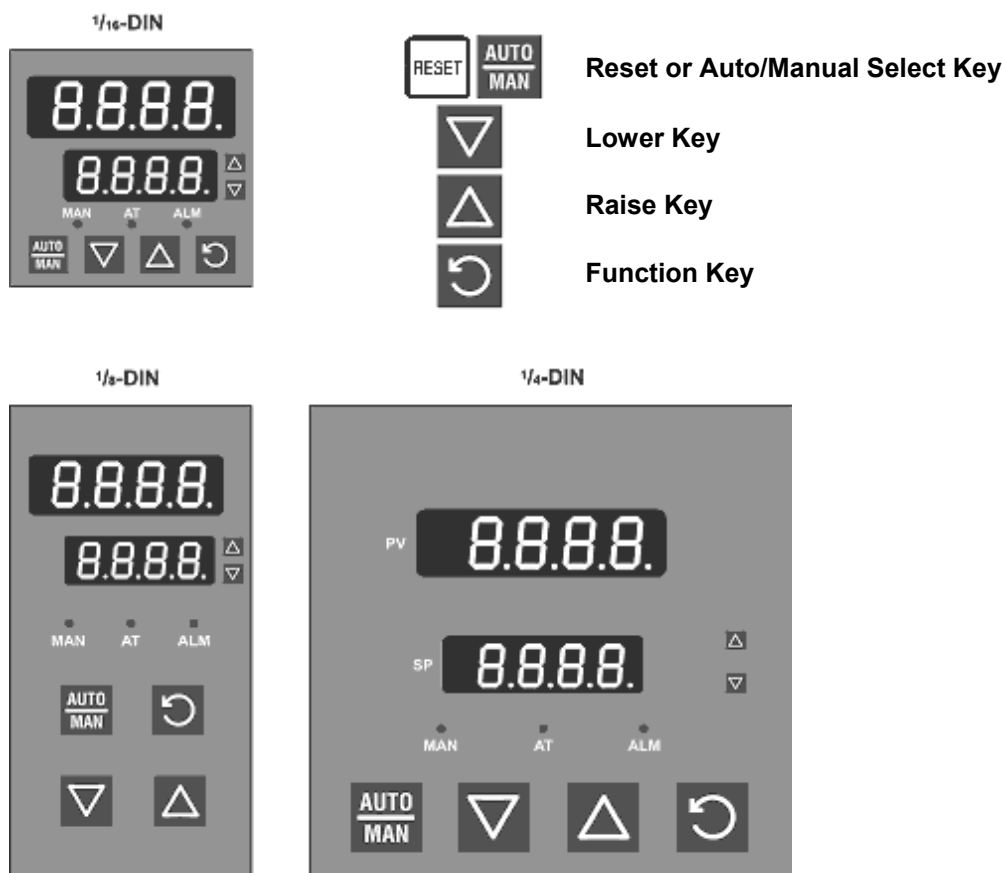 1/16-DIN
8.8.8.8.
8.8.8.8.
MAN AT ALM
AUTO
MAN
RESET
AUTO
MAN
Reset or Auto/Manual Select Key
Lower Key
Raise Key
Function Key
1/8-DIN
8.8.8.8.
8.8.8.8.
MAN AT ALM
AUTO
MAN
1/4-DIN
PV 8.8.8.8.
SP 8.8.8.8.
MAN AT ALM
AUTO
MAN